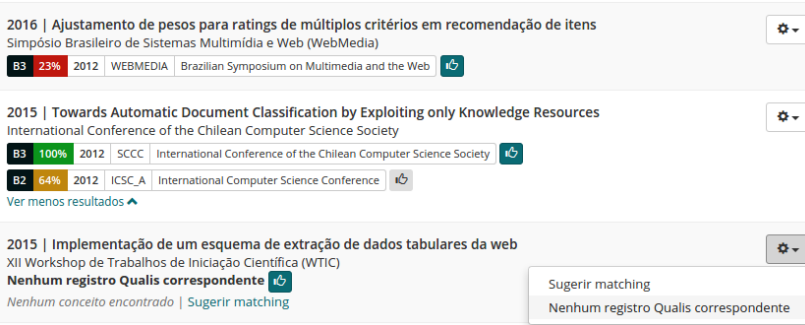 2016 | Ajustamento de pesos para ratings de múltiplos critérios em recomendação de itens
Simpósio Brasileiro de Sistemas Multimídia e Web (WebMedia)
B3 23% 2012 WEBMEDIA Brazilian Symposium on Multimedia and the Web
2015 | Towards Automatic Document Classification by Exploiting only Knowledge Resources
International Conference of the Chilean Computer Science Society
B3 100% 2012 SCCC International Conference of the Chilean Computer Science Society
B2 64% 2012 ICSC_A International Computer Science Conference
Ver menos resultados
2015 | Implementação de um esquema de extração de dados tabulares da web
XII Workshop de Trabalhos de Iniciação Científica (WTIC)
Nenhum registro Qualis correspondente
Nenhum conceito encontrado | Sugerir matching
Sugerir matching
Nenhum registro Qualis correspondente